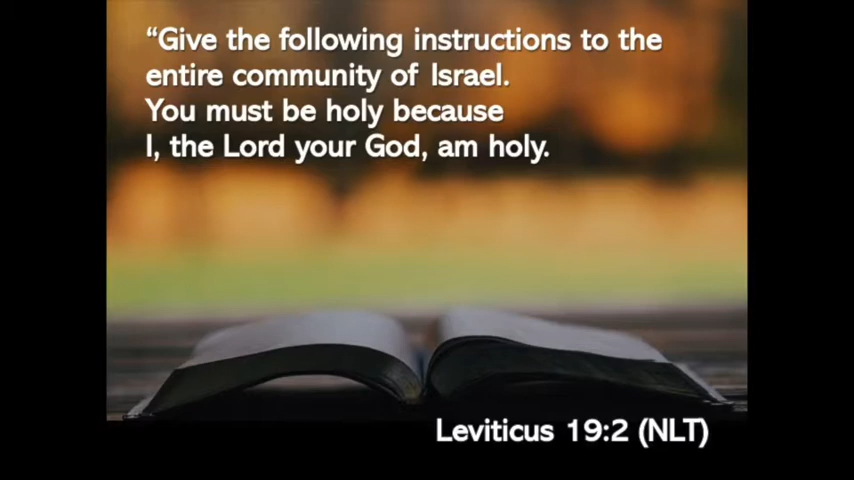 “Give the following instructions to the
entire community of Israel.
You must be holy because
I, the Lord your God, am holy.
Leviticus 19:2 (NLT)